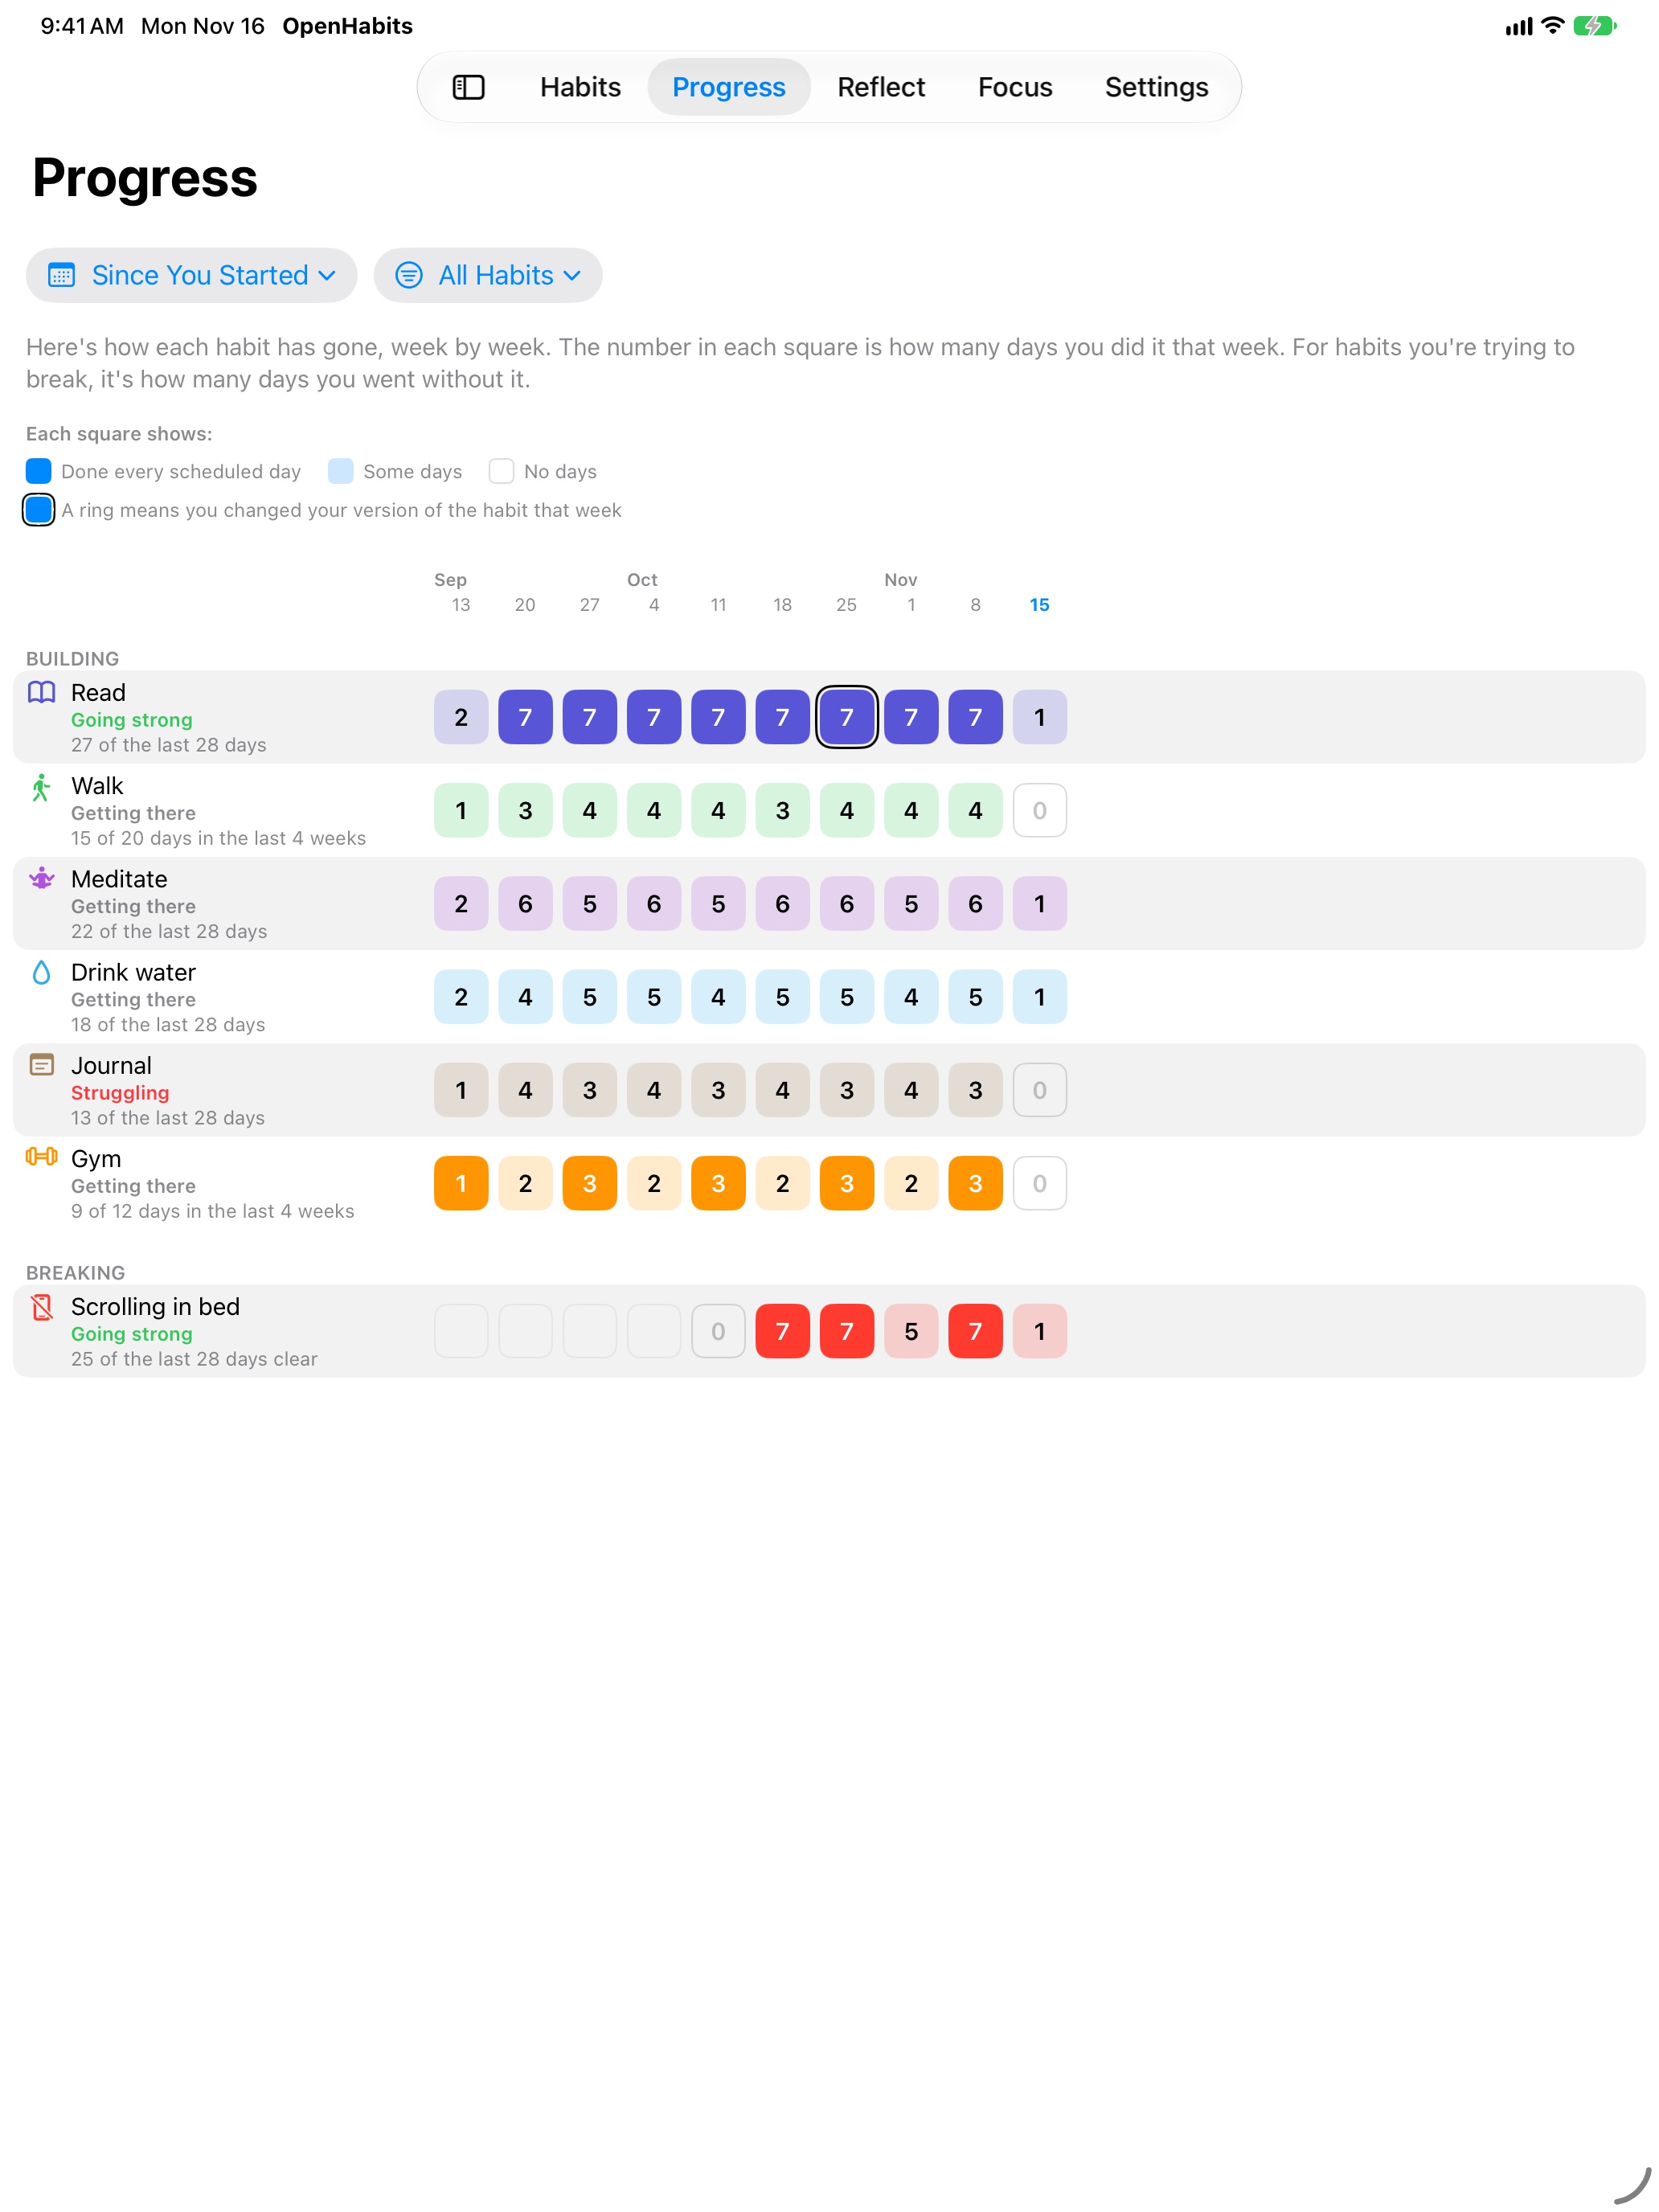 9:41 AM Mon Nov 16 OpenHabits
Habits Progress Reflect Focus Settings
Progress
Since You Started All Habits
Here's how each habit has gone, week by week. The number in each square is how many days you did it that week. For habits you're trying to
break, it's how many days you went without it.
Each square shows:
Done every scheduled day Some days No days
A ring means you changed your version of the habit that week
Sep Oct Nov
13 20 27 4 11 18 25 1 8 15
BUILDING
Read
Going strong
27 of the last 28 days
2 7 7 7 7 7 7 7 7 1
Walk
Getting there
15 of 20 days in the last 4 weeks
1 3 4 4 4 3 4 4 4 0
Meditate
Getting there
22 of the last 28 days
2 6 5 6 5 6 6 5 6 1
Drink water
Getting there
18 of the last 28 days
2 4 5 5 4 5 5 4 5 1
Journal
Struggling
13 of the last 28 days
1 4 3 4 3 4 3 4 3 0
Gym
Getting there
9 of 12 days in the last 4 weeks
1 2 3 2 3 2 3 2 3 0
BREAKING
Scrolling in bed
Going strong
25 of the last 28 days clear
0 7 7 5 7 1